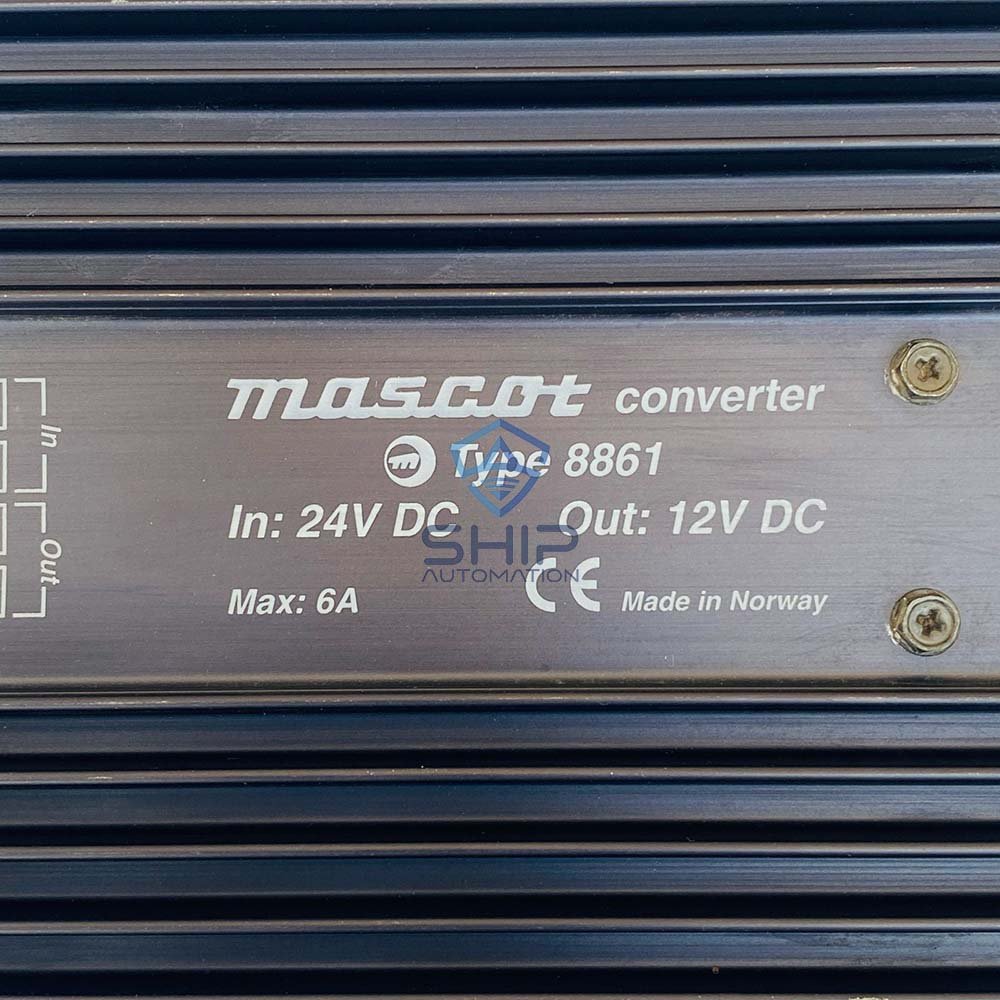 mascot converter
m Type 8861
In: 24V DC Out: 12V DC
Max: 6A CE Made in Norway
In
Out
SHIP
AUTOMATION